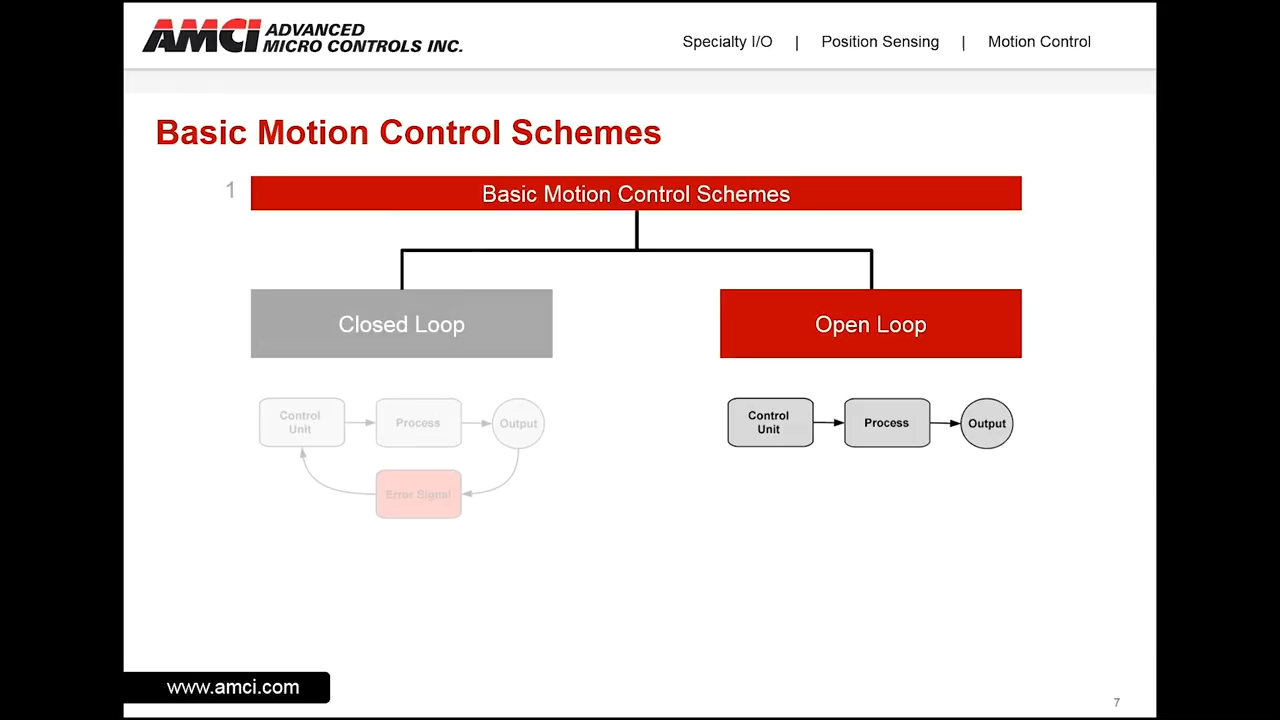 AMCI ADVANCED
MICRO CONTROLS INC.
Specialty I/O | Position Sensing | Motion Control
Basic Motion Control Schemes
1
Basic Motion Control Schemes
Closed Loop
Open Loop
Control
Unit
Process
Output
Error Signal
Control
Unit
Process
Output
www.amci.com
7